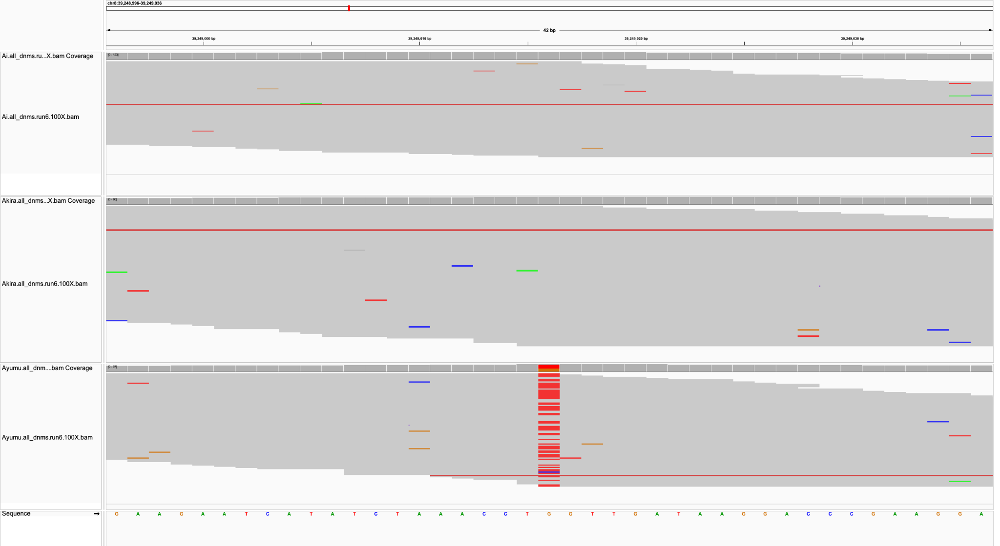 chr8:39,248,996-39,249,036
42 bp
39,249,000 bp 39,249,010 bp 39,249,020 bp 39,249,030 bp
Ai.all_dnms.ru...X.bam Coverage
[0 - 123]
Ai.all_dnms.run6.100X.bam
Akira.all_dnms...X.bam Coverage
[0 - 90]
Akira.all_dnms.run6.100X.bam
Ayumu.all_dnm....bam Coverage
[0 - 97]
Ayumu.all_dnms.run6.100X.bam
Sequence G A A G A A T C A T A T C T A A A C C T G G T T G A T A A G G A C C C G A A G G A